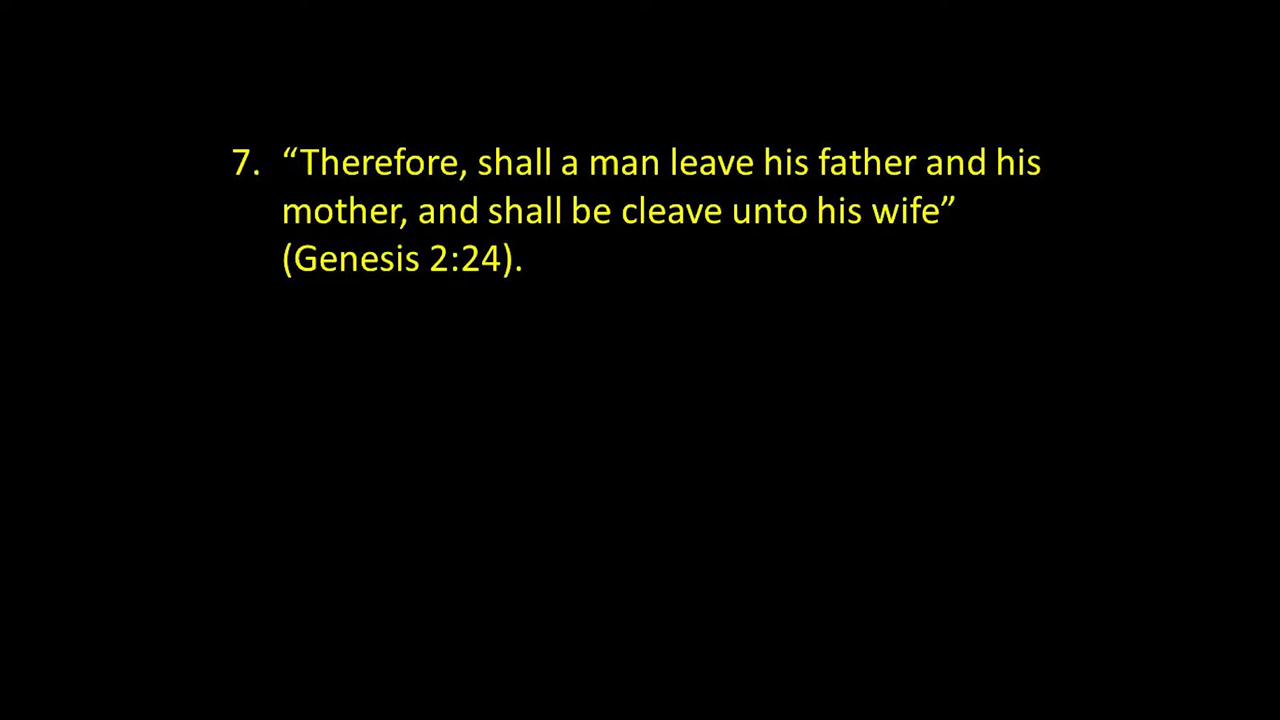 7. “Therefore, shall a man leave his father and his
mother, and shall be cleave unto his wife”
(Genesis 2:24).